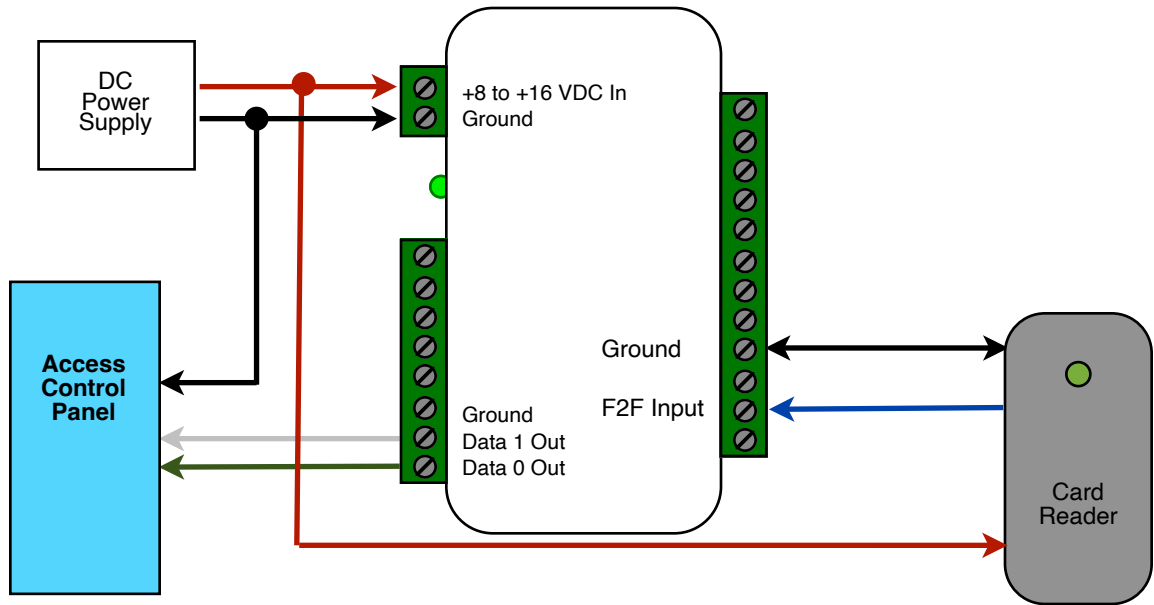 DC
Power
Supply
+8 to +16 VDC In
Ground
Access
Control
Panel
Ground
Data 1 Out
Data 0 Out
Ground
F2F Input
Card
Reader